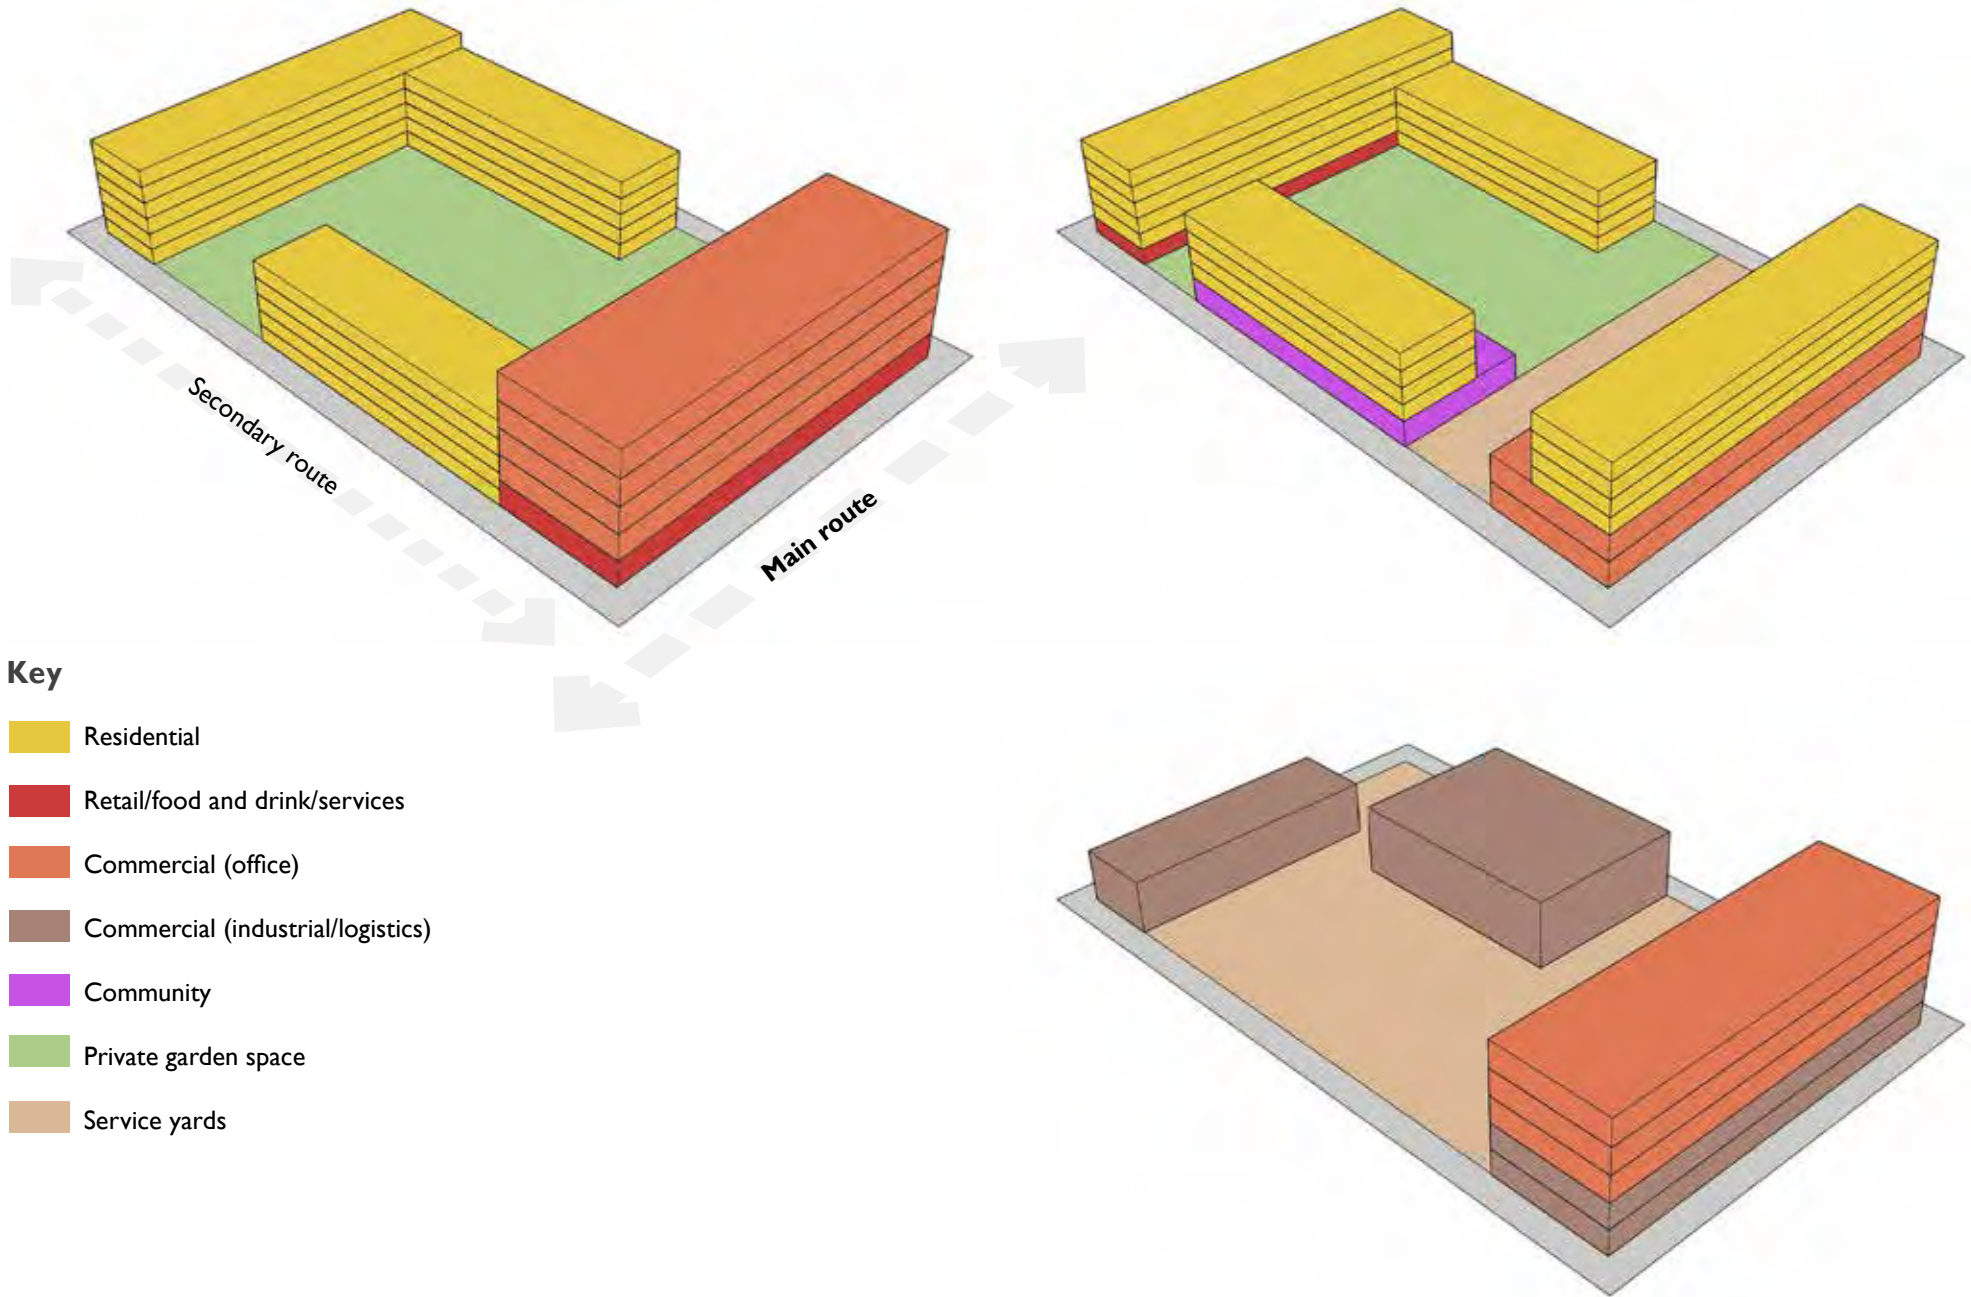 Secondary route
Main route
Key
Residential
Retail/food and drink/services
Commercial (office)
Commercial (industrial/logistics)
Community
Private garden space
Service yards